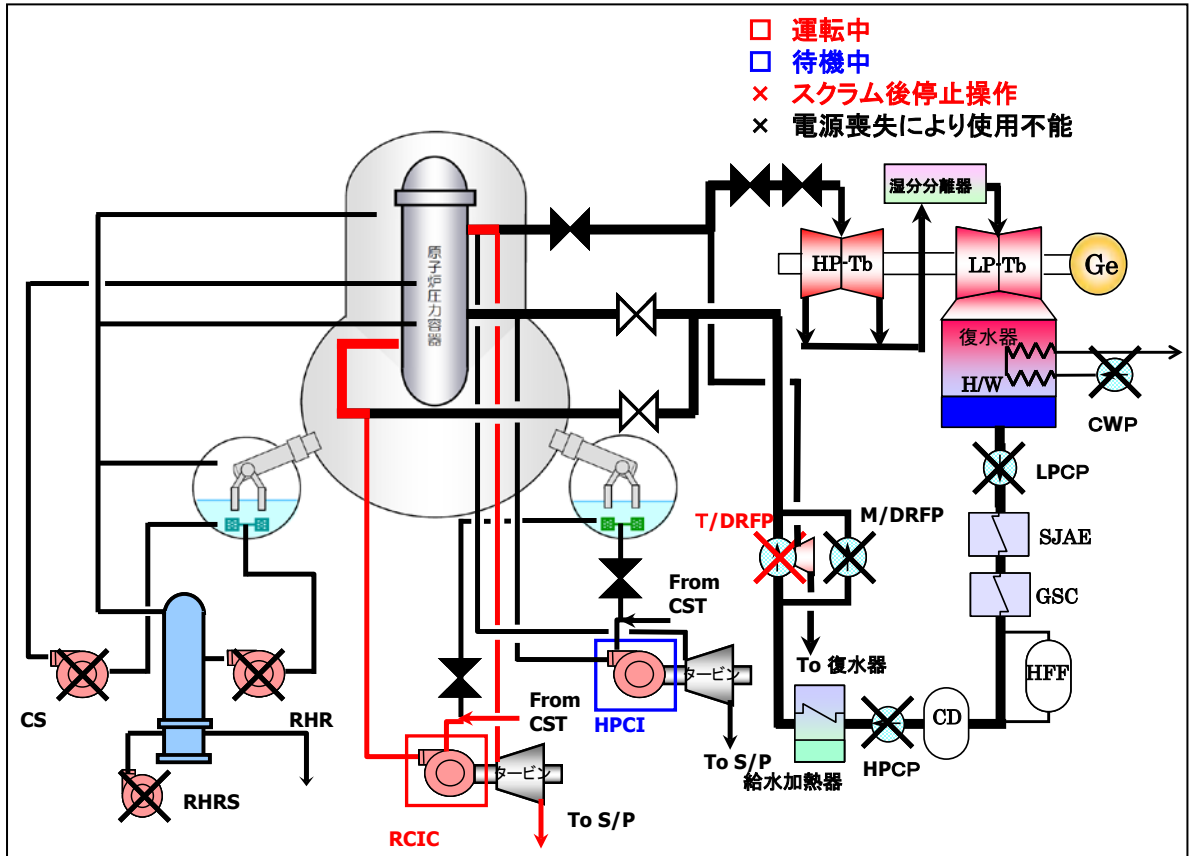 □ 運転中
□ 待機中
× スクラム後停止操作
× 電源喪失により使用不能
湿分分離器
原子炉圧力容器
HP-Tb
LP-Tb
Ge
復水器
H/W
CWP
LPCP
T/DRFP
M/DRFP
SJAE
GSC
From
CST
To 復水器
HFF
タービン
CS
RHR
From
CST
HPCI
CD
HPCP
To S/P
給水加熱器
タービン
RHRS
To S/P
RCIC